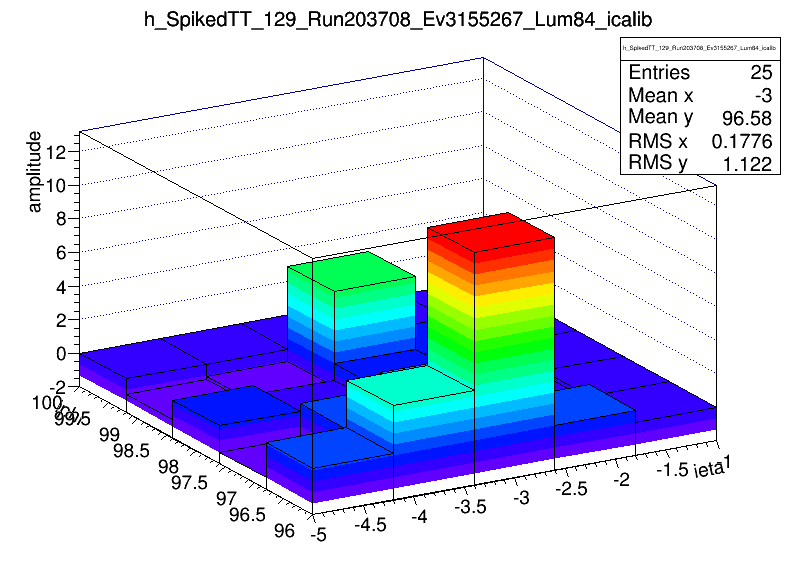 h_SpikedTT_129_Run203708_Ev3155267_Lum84_icalib
h_SpikedTT_129_Run203708_Ev3155267_Lum84_icalib
Entries 25
Mean x -3
Mean y 96.58
RMS x 0.1776
RMS y 1.122
amplitude
12
10
8
6
4
2
0
-2
100
99.5
99
98.5
98
97.5
97
96.5
96
-5
-4.5
-4
-3.5
-3
-2.5
-2
-1.5
ieta